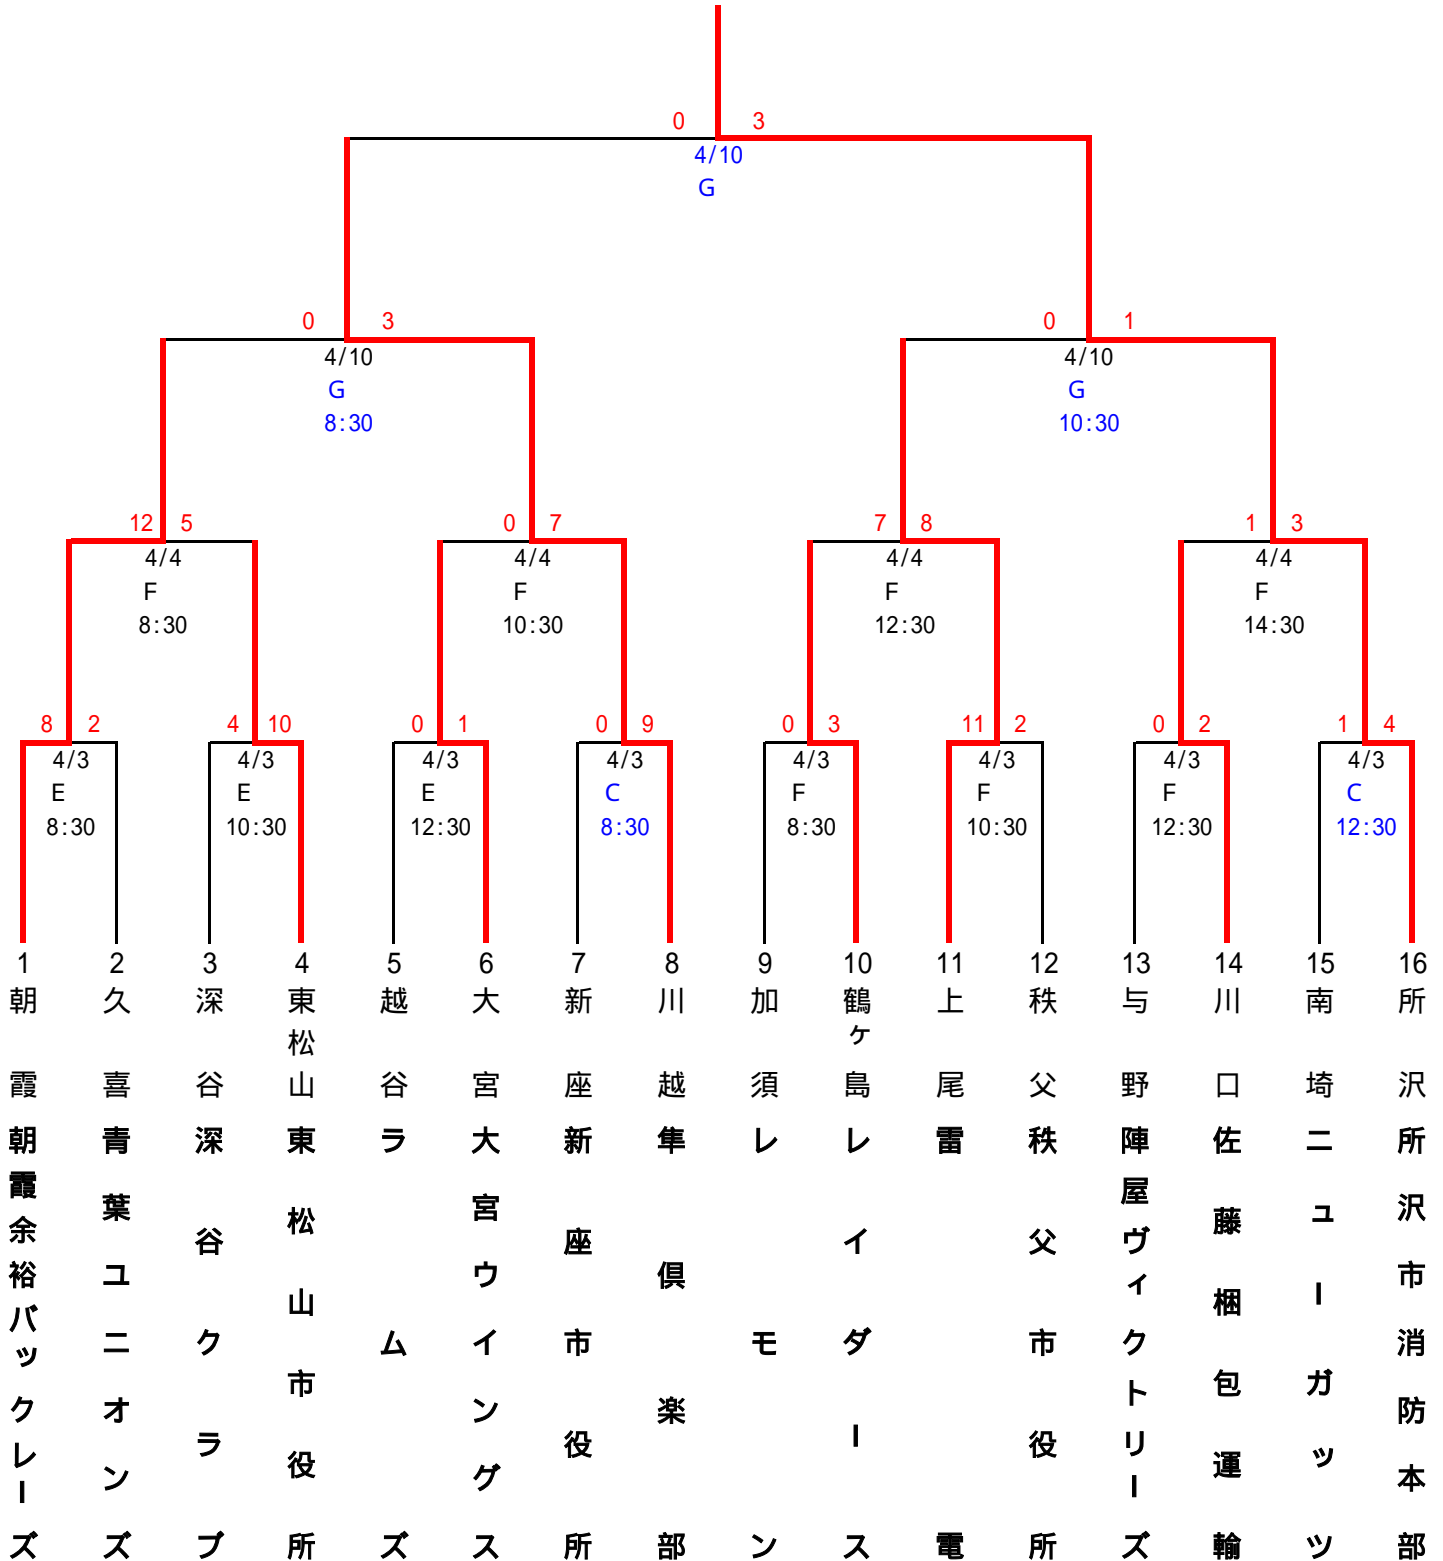 0 3
4/10
G
0 3
4/10
G
8:30
0 1
4/10
G
10:30
12 5
4/4
F
8:30
0 7
4/4
F
10:30
7 8
4/4
F
12:30
1 3
4/4
F
14:30
8 2
4/3
E
8:30
4 10
4/3
E
10:30
0 1
4/3
E
12:30
0 9
4/3
C
8:30
0 3
4/3
F
8:30
11 2
4/3
F
10:30
0 2
4/3
F
12:30
1 4
4/3
C
12:30
1
朝霞
朝霞余裕バックレーズ
2
久喜
青葉ユニオンズ
3
深谷
深谷クラブ
4
東松山
東松山市役所
5
越谷
ラムズ
6
大宮
大宮ウイングス
7
新座
新座市役所
8
川越
隼倶楽部
9
加須
レモン
10
鶴ヶ島
レイダース
11
上尾
雷電
12
秩父
秩父市役所
13
与野
陣屋ヴィクトリーズ
14
川口
佐藤梱包運輸
15
南埼
ニューガッツ
16
所沢
所沢市消防本部